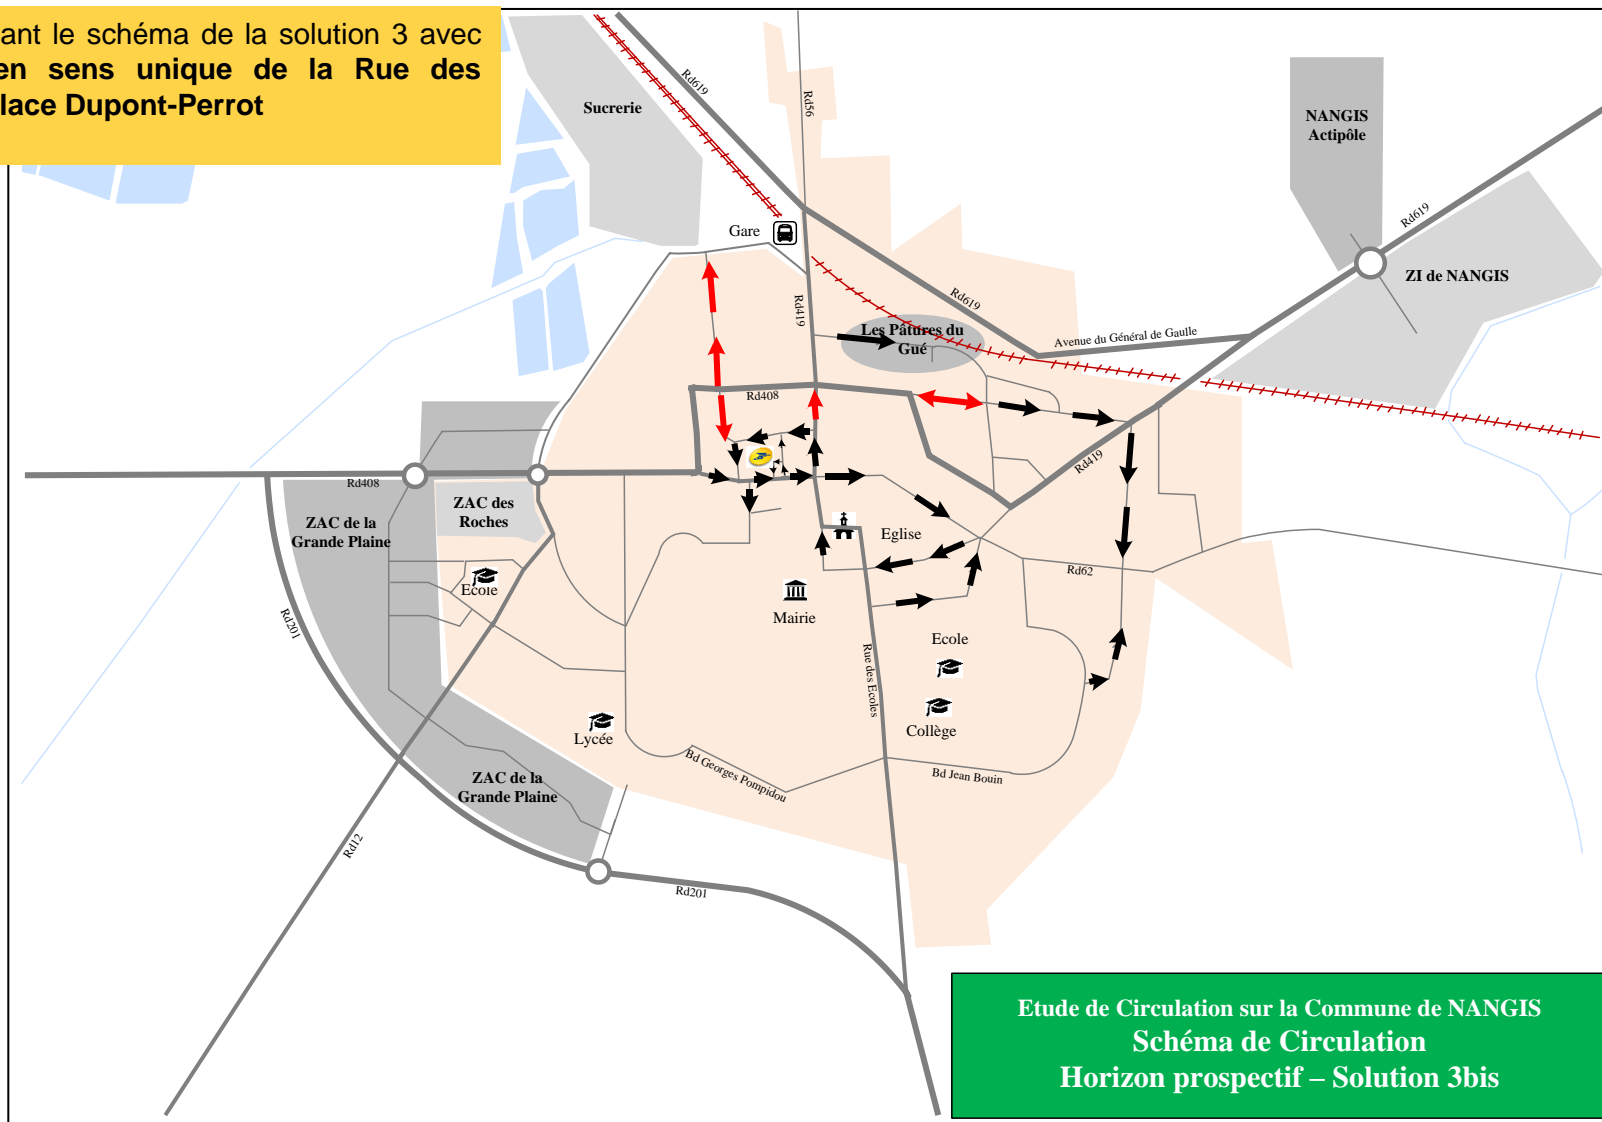 ant le schéma de la solution 3 avec
en sens unique de la Rue des
lace Dupont-Perrot
Sucrerie
Rd619
Rd56
NANGIS
Actipôle
Rd619
Gare
ZI de NANGIS
Rd419
Rd619
Les Pâtures du
Gué
Avenue du Général de Gaulle
Rd408
Rd419
Rd408
ZAC des
Roches
ZAC de la
Grande Plaine
Eglise
Rd62
Ecole
Mairie
Rd201
Ecole
Rue des Ecoles
Collège
Lycée
Bd Georges Pompidou
Bd Jean Bouin
ZAC de la
Grande Plaine
Rd12
Rd201
Etude de Circulation sur la Commune de NANGIS
Schéma de Circulation
Horizon prospectif – Solution 3bis